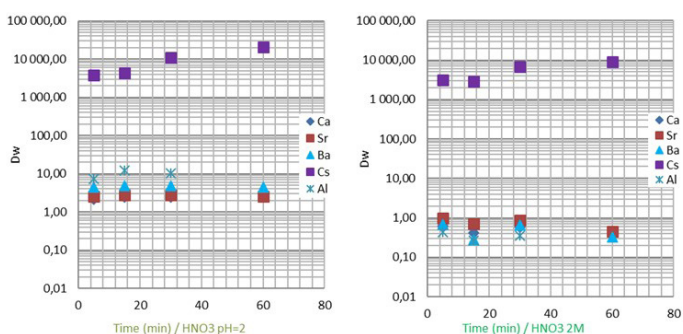 100 000,00
10 000,00
1 000,00
100,00
10,00
1,00
0,10
0,01
Dw
0
20
40
60
80
Time (min) / HNO3 pH=2
Ca
Sr
Ba
Cs
Al
100 000,00
10 000,00
1 000,00
100,00
10,00
1,00
0,10
0,01
Dw
0
20
40
60
80
Time (min) / HNO3 2M
Ca
Sr
Ba
Cs
Al